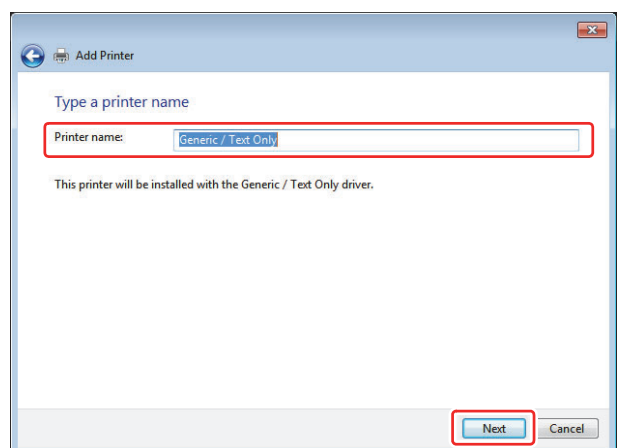 Add Printer
Type a printer name
Printer name: Generic / Text Only
This printer will be installed with the Generic / Text Only driver.
Next Cancel